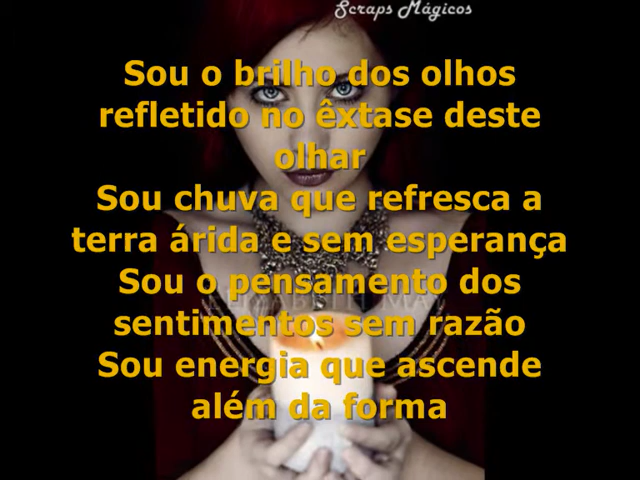 Scraps Mágicos
Sou o brilho dos olhos
refletido no êxtase deste
olhar
Sou chuva que refresca a
terra árida e sem esperança
Sou o pensamento dos
sentimentos sem razão
Sou energia que ascende
além da forma